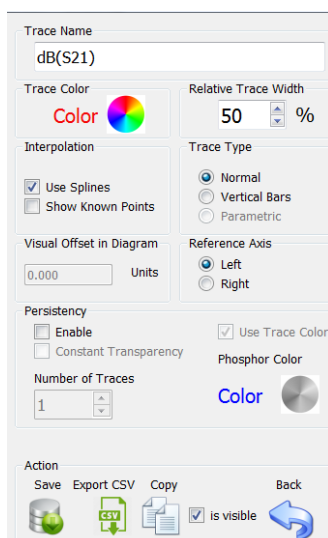 Trace Name
dB(S21)
Trace Color
Relative Trace Width
Color
50 %
Interpolation
Trace Type
Use Splines
Show Known Points
Normal
Vertical Bars
Parametric
Visual Offset in Diagram
Reference Axis
0.000 Units
Left
Right
Persistency
Enable
Use Trace Color
Constant Transparency
Phosphor Color
Number of Traces
1
Color
Action
Save Export CSV Copy Back
CSV
is visible